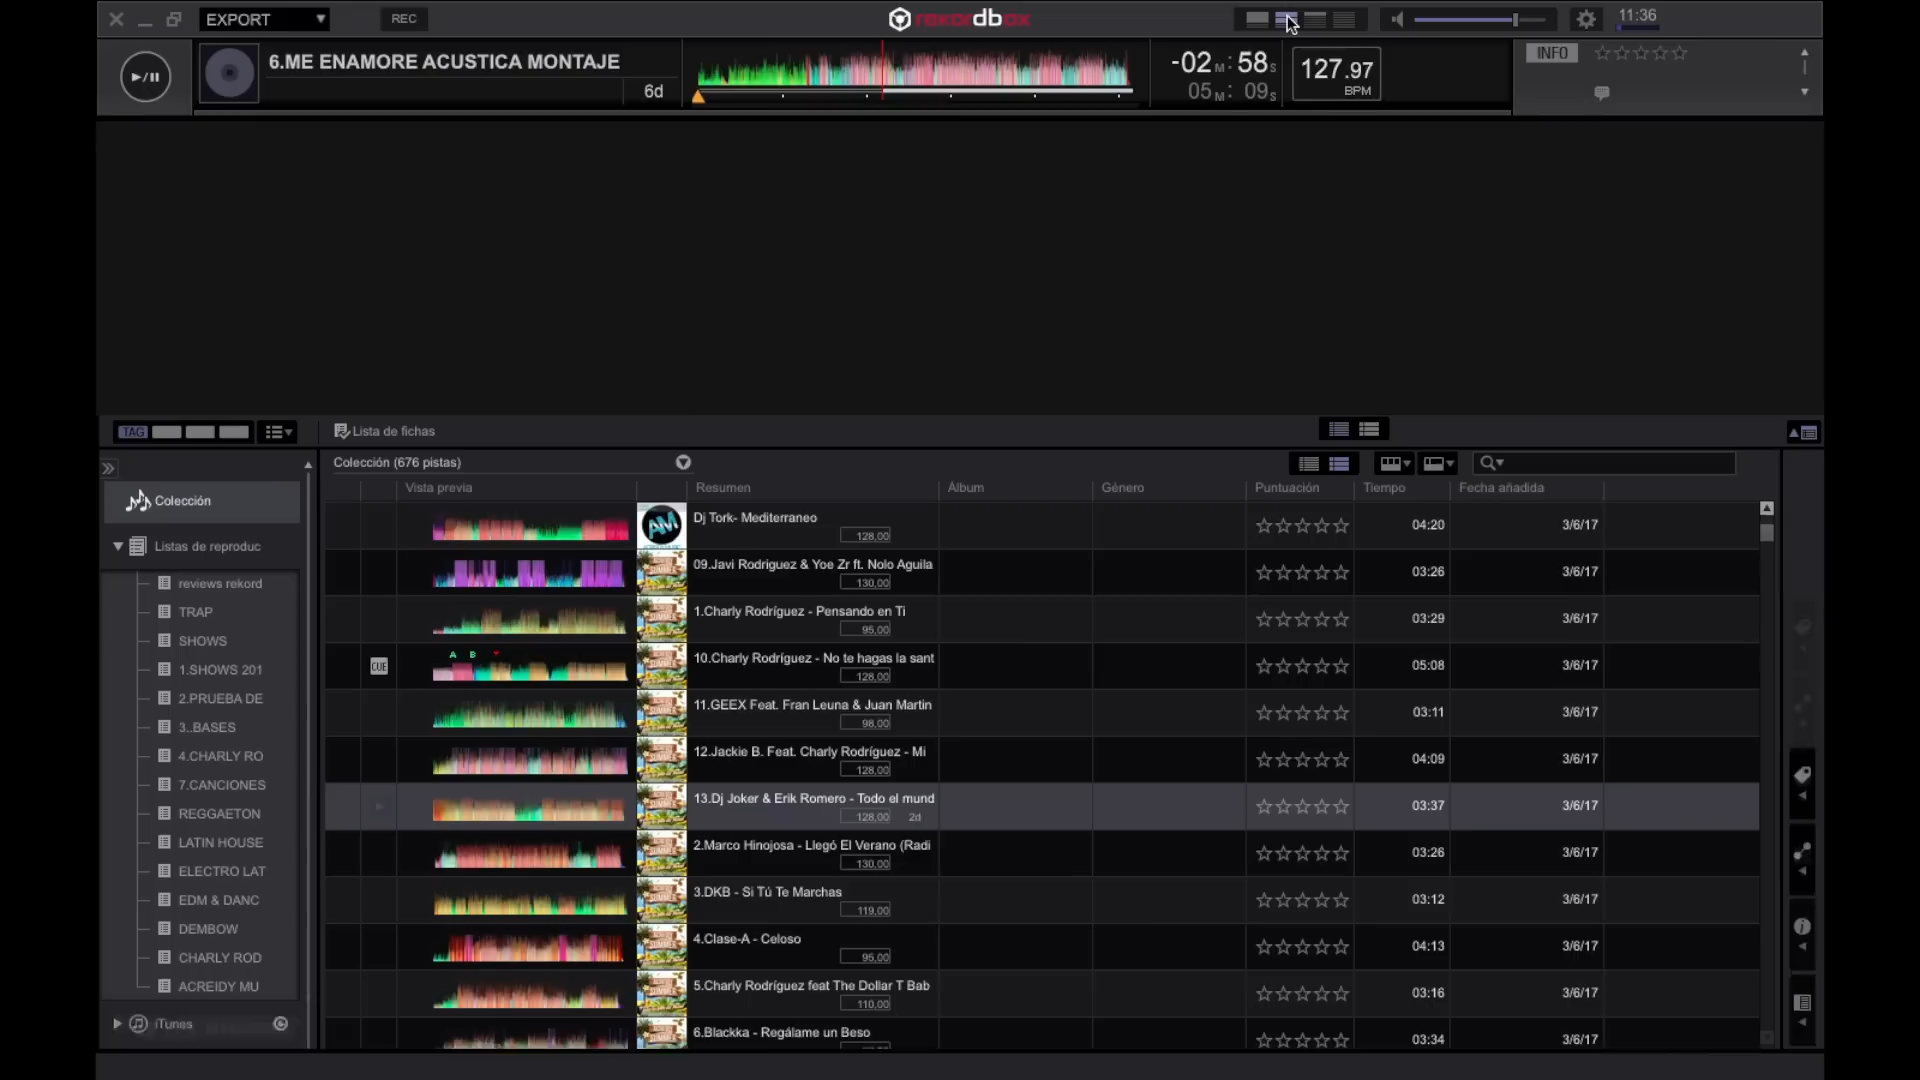 EXPORT
REC
rekordbox
11:36
6.ME ENAMORE ACUSTICA MONTAJE
6d
-02 M: 58 S
05 M: 09 S
127.97
BPM
INFO
TAG
Lista de fichas
Colección (676 pistas)
Vista previa
Resumen
Álbum
Género
Puntuación
Tiempo
Fecha añadida
Colección
Listas de reproduc
reviews rekord
TRAP
SHOWS
1.SHOWS 201
2.PRUEBA DE
3..BASES
4.CHARLY RO
7.CANCIONES
REGGAETON
LATIN HOUSE
ELECTRO LAT
EDM & DANC
DEMBOW
CHARLY ROD
ACREIDY MU
iTunes
Dj Tork- Mediterraneo
128,00
04:20
3/6/17
09.Javi Rodriguez & Yoe Zr ft. Nolo Aguila
130,00
03:26
3/6/17
1.Charly Rodríguez - Pensando en Ti
95,00
03:29
3/6/17
CUE
A B
10.Charly Rodríguez - No te hagas la sant
128,00
05:08
3/6/17
11.GEEX Feat. Fran Leuna & Juan Martin
98,00
03:11
3/6/17
12.Jackie B. Feat. Charly Rodríguez - Mi
128,00
04:09
3/6/17
13.Dj Joker & Erik Romero - Todo el mund
128,00
2d
03:37
3/6/17
2.Marco Hinojosa - Llegó El Verano (Radi
130,00
03:26
3/6/17
3.DKB - Si Tú Te Marchas
119,00
03:12
3/6/17
4.Clase-A - Celoso
95,00
04:13
3/6/17
5.Charly Rodríguez feat The Dollar T Bab
110,00
03:16
3/6/17
6.Blackka - Regálame un Beso
03:34
3/6/17